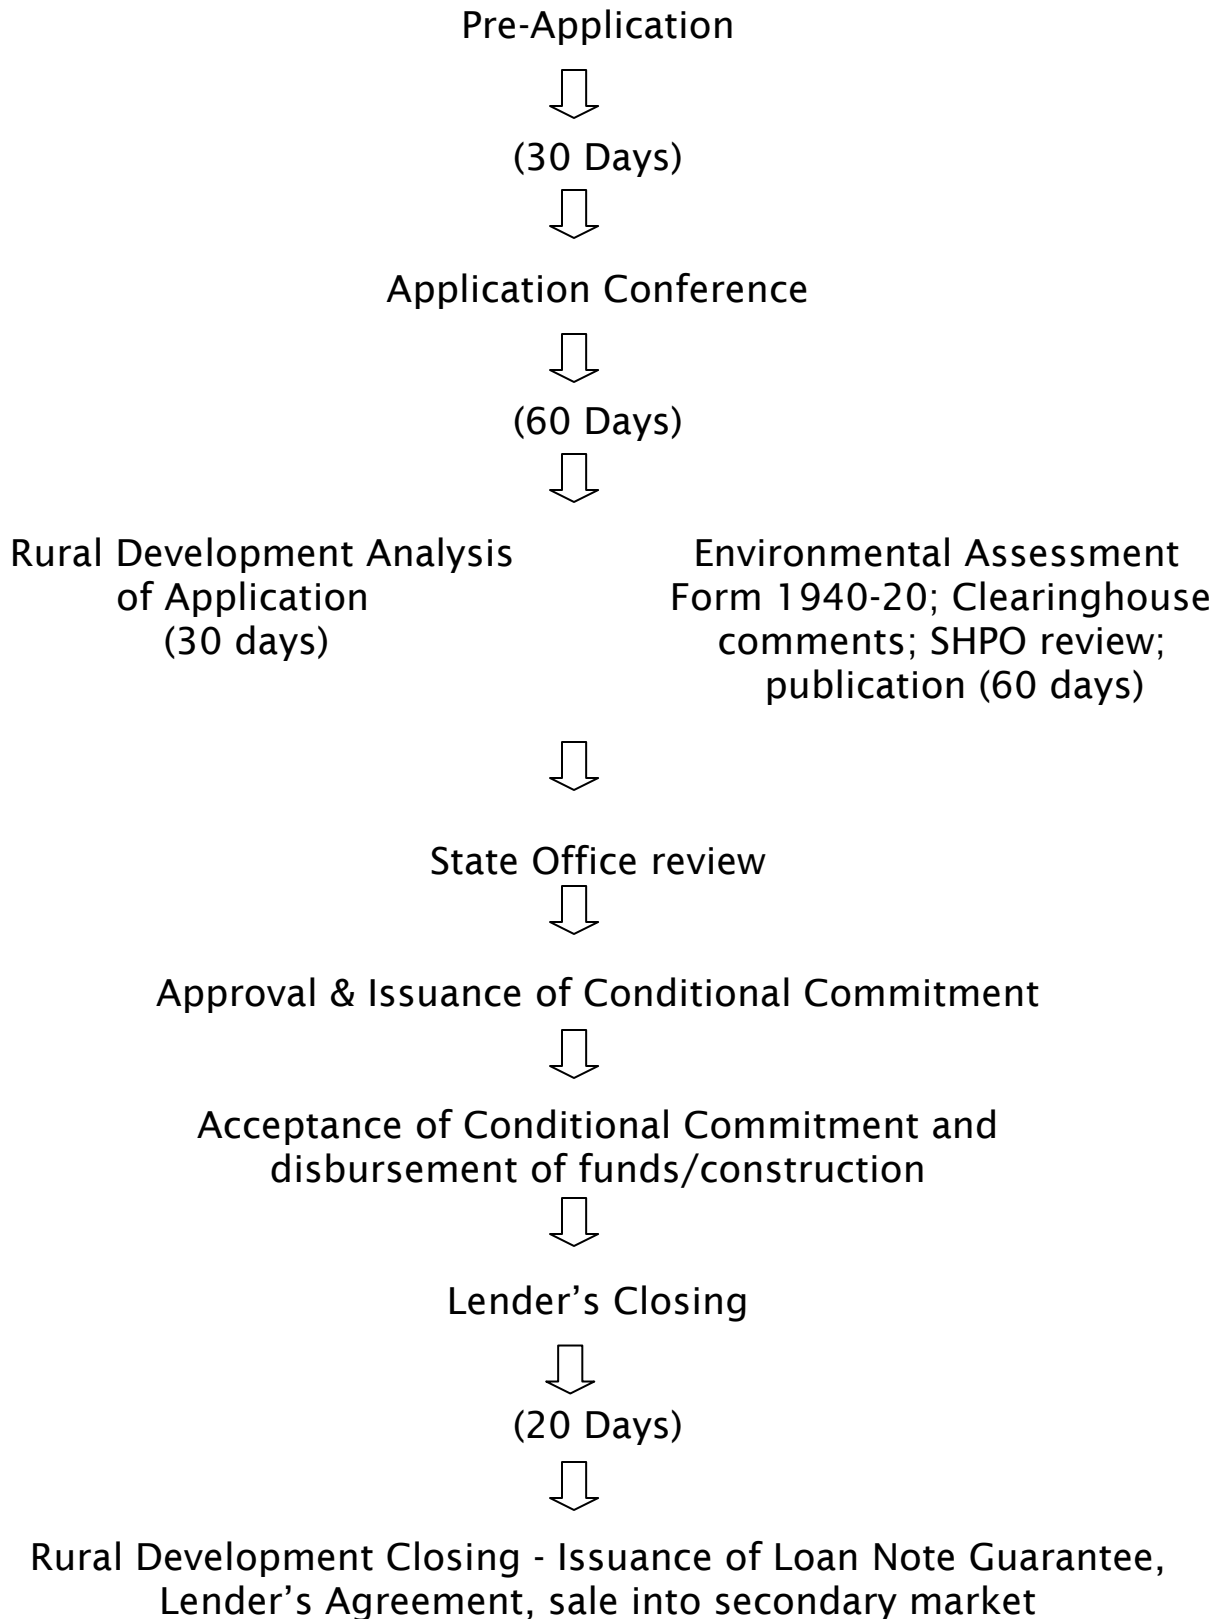 Pre-Application
(30 Days)
Application Conference
(60 Days)
Rural Development Analysis
of Application
(30 days)
Environmental Assessment
Form 1940-20; Clearinghouse
comments; SHPO review;
publication (60 days)
State Office review
Approval & Issuance of Conditional Commitment
Acceptance of Conditional Commitment and
disbursement of funds/construction
Lender’s Closing
(20 Days)
Rural Development Closing - Issuance of Loan Note Guarantee,
Lender’s Agreement, sale into secondary market